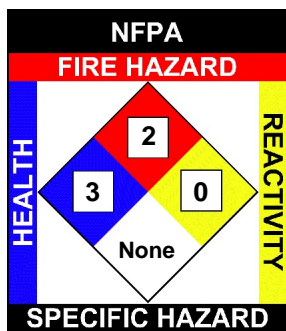 NFPA
FIRE HAZARD
2
HEALTH
3
0
REACTIVITY
None
SPECIFIC HAZARD